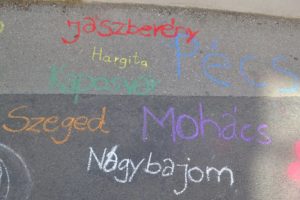 jászberény
Hargita
Pécs
Kaposvár
Szeged
Mohács
Nagybajom